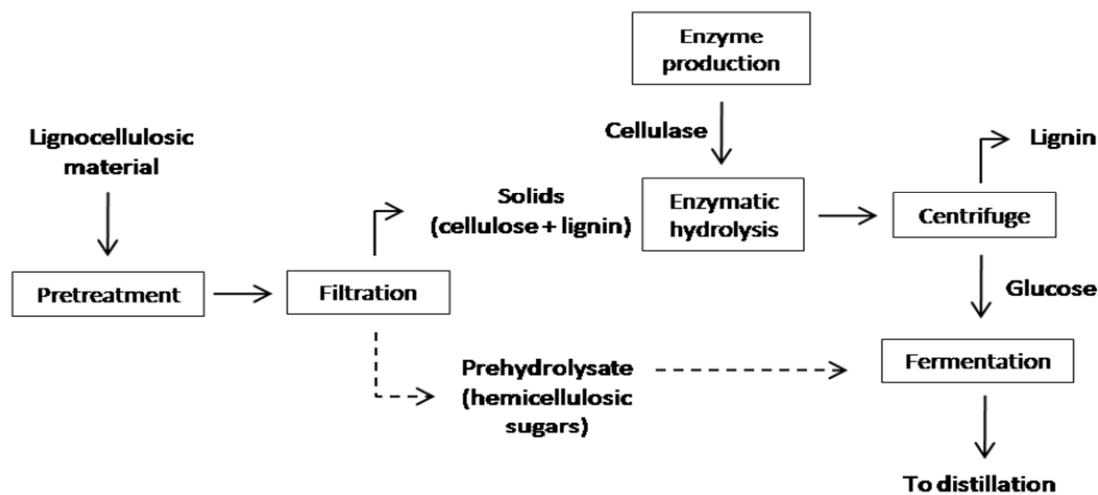 Enzyme
production
Cellulase
Lignocellulosic
material
Lignin
Solids
(cellulose + lignin)
Enzymatic
hydrolysis
Centrifuge
Pretreatment
Filtration
Glucose
Prehydrolysate
(hemicellulosic
sugars)
Fermentation
To distillation